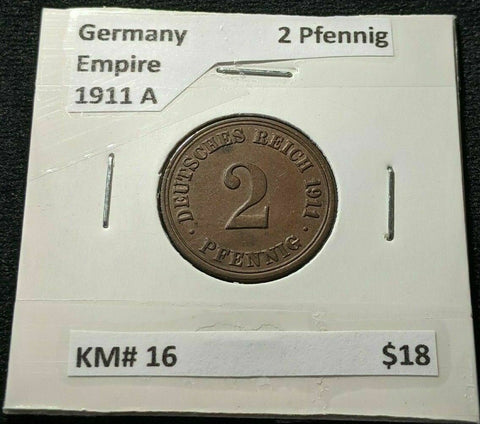 Germany 2 Pfennig
Empire
1911 A
DEUTSCHES REICH 1911
2
· PFENNIG ·
KM# 16 $18